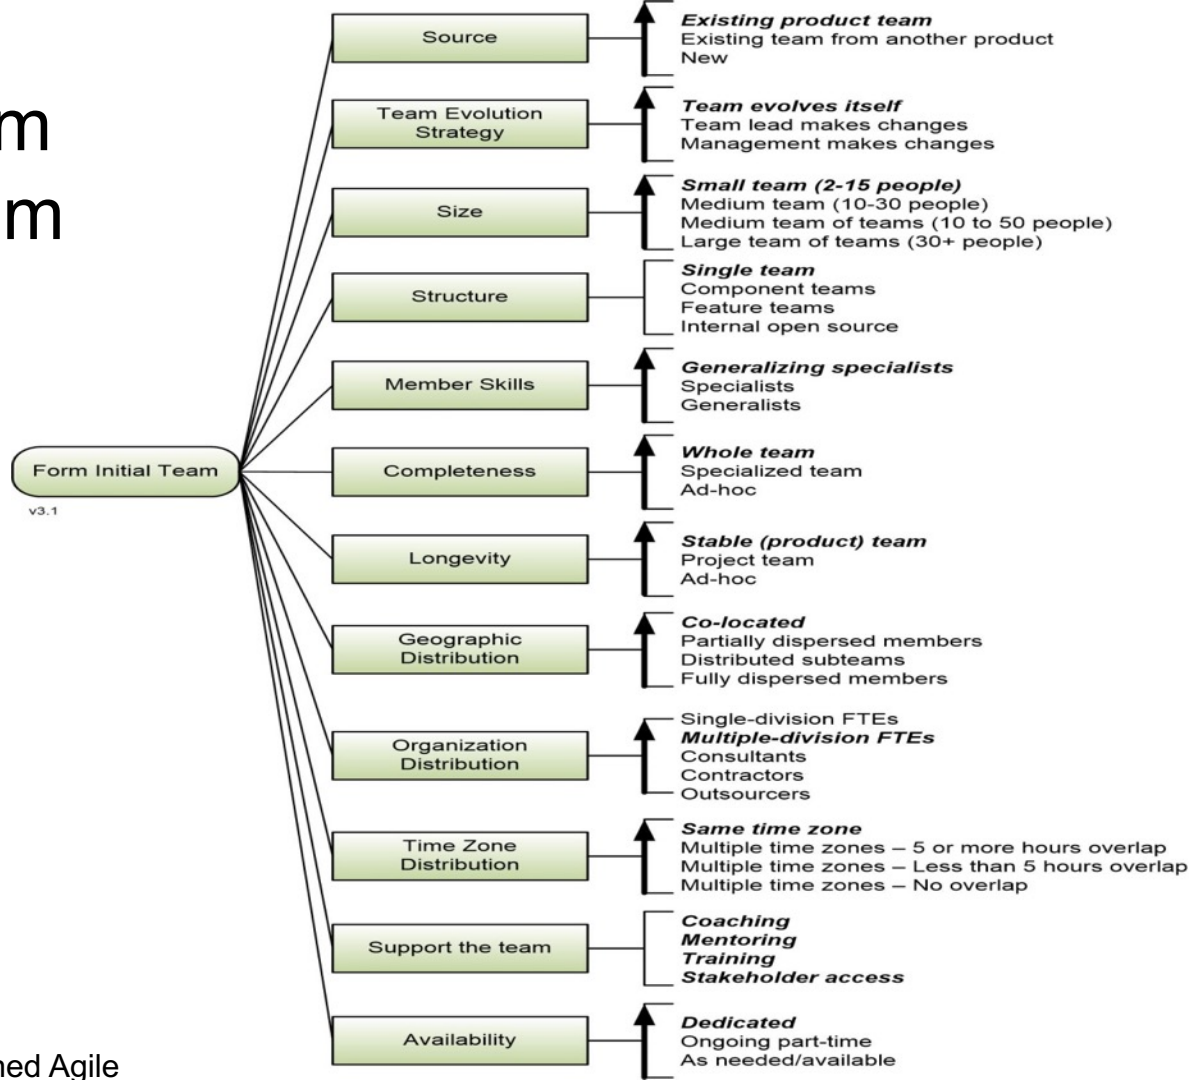 m
m
Form Initial Team
v3.1
Source
Existing product team
Existing team from another product
New
Team Evolution
Strategy
Team evolves itself
Team lead makes changes
Management makes changes
Size
Small team (2-15 people)
Medium team (10-30 people)
Medium team of teams (10 to 50 people)
Large team of teams (30+ people)
Structure
Single team
Component teams
Feature teams
Internal open source
Member Skills
Generalizing specialists
Specialists
Generalists
Completeness
Whole team
Specialized team
Ad-hoc
Longevity
Stable (product) team
Project team
Ad-hoc
Geographic
Distribution
Co-located
Partially dispersed members
Distributed subteams
Fully dispersed members
Organization
Distribution
Single-division FTEs
Multiple-division FTEs
Consultants
Contractors
Outsourcers
Time Zone
Distribution
Same time zone
Multiple time zones – 5 or more hours overlap
Multiple time zones – Less than 5 hours overlap
Multiple time zones – No overlap
Support the team
Coaching
Mentoring
Training
Stakeholder access
Availability
Dedicated
Ongoing part-time
As needed/available
ned Agile